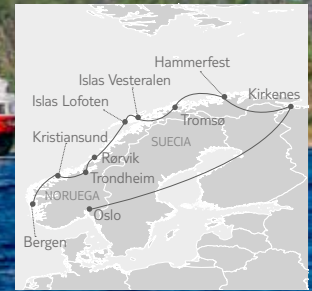 Hammerfest
Kirkenes
Islas Vesteralen
Islas Lofoten
Tromsø
Kristiansund
SUECIA
Rørvik
Trondheim
NORUEGA
Oslo
Bergen